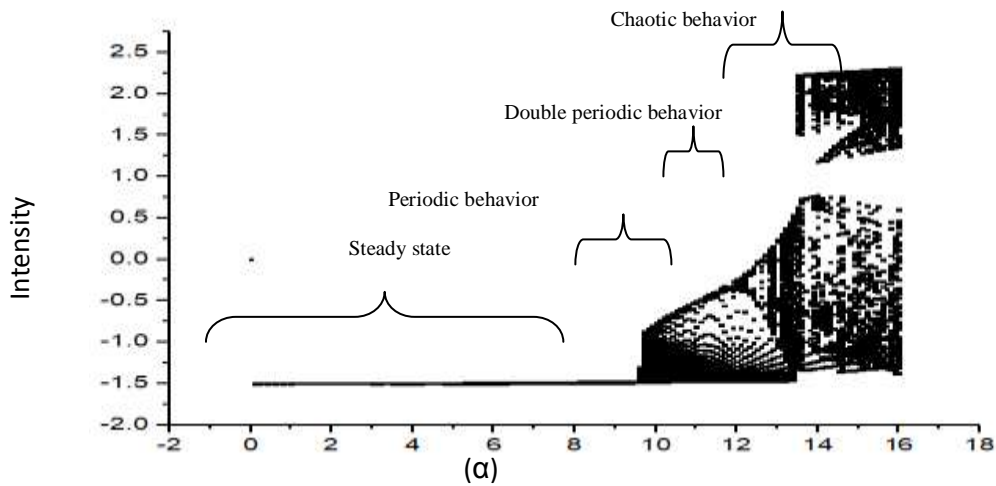 Chaotic behavior
Double periodic behavior
Periodic behavior
Steady state
Intensity
2.5
2.0
1.5
1.0
0.5
0.0
-0.5
-1.0
-1.5
-2.0
-2 0 2 4 6 8 10 12 14 16 18
(α)